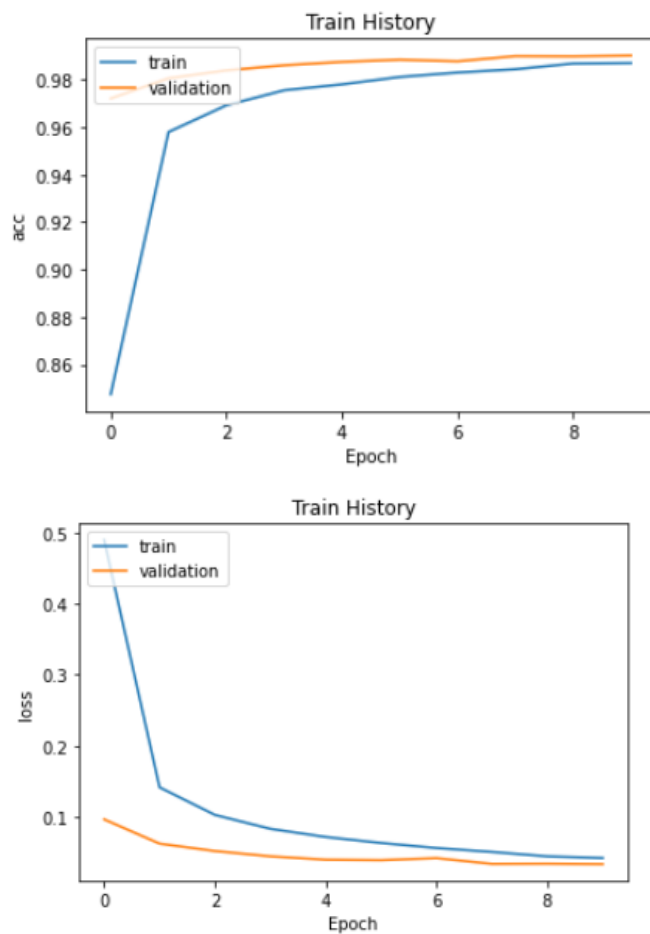 Train History
train
validation
0.98
0.96
0.94
0.92
0.90
0.88
0.86
acc
0 2 4 6 8
Epoch
Train History
train
validation
0.5
0.4
0.3
0.2
0.1
loss
0 2 4 6 8
Epoch